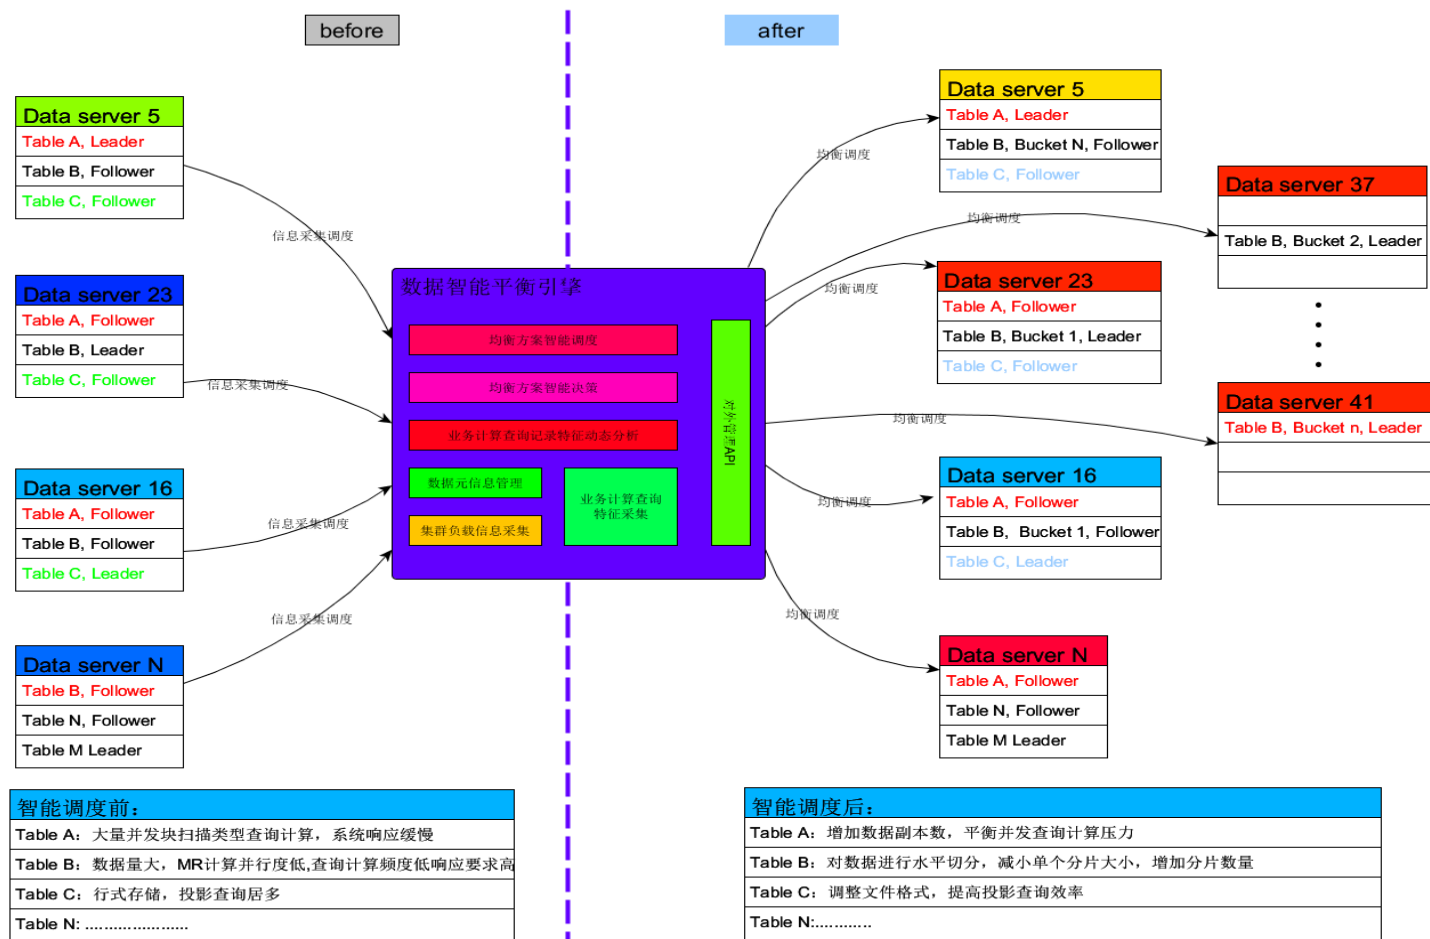 before
after
Data server 5
Table A, Leader
Table B, Follower
Table C, Follower
信息采集调度
Data server 23
Table A, Follower
Table B, Leader
Table C, Follower
信息采集调度
Data server 16
Table A, Follower
Table B, Follower
Table C, Leader
信息采集调度
Data server N
Table B, Follower
Table N, Follower
Table M Leader
信息采集调度
数据智能平衡引擎
均衡方案智能调度
均衡方案智能决策
业务计算查询记录特征动态分析
数据元信息管理
集群负载信息采集
业务计算查询
特征采集
对外管理API
均衡调度
Data server 5
Table A, Leader
Table B, Bucket N, Follower
Table C, Follower
均衡调度
Data server 37
Table B, Bucket 2, Leader
均衡调度
Data server 23
Table A, Follower
Table B, Bucket 1, Leader
Table C, Follower
均衡调度
Data server 41
Table B, Bucket n, Leader
均衡调度
Data server 16
Table A, Follower
Table B, Bucket 1, Follower
Table C, Leader
均衡调度
Data server N
Table A, Follower
Table N, Follower
Table M Leader
智能调度前：
Table A：大量并发块扫描类型查询计算，系统响应缓慢
Table B：数据量大，MR计算并行度低,查询计算频度低响应要求高
Table C：行式存储，投影查询居多
Table N: .....................
智能调度后：
Table A：增加数据副本数，平衡并发查询计算压力
Table B：对数据进行水平切分，减小单个分片大小，增加分片数量
Table C：调整文件格式，提高投影查询效率
Table N:............